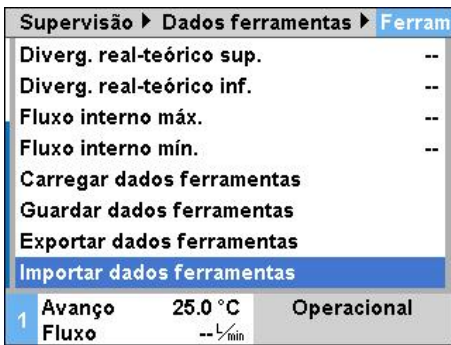 Supervisão ▶ Dados ferramentas ▶ Ferram
Diverg. real-teórico sup. --
Diverg. real-teórico inf. --
Fluxo interno máx. --
Fluxo interno mín. --
Carregar dados ferramentas
Guardar dados ferramentas
Exportar dados ferramentas
Importar dados ferramentas
1 Avanço 25.0 °C Operacional
Fluxo -- L/min